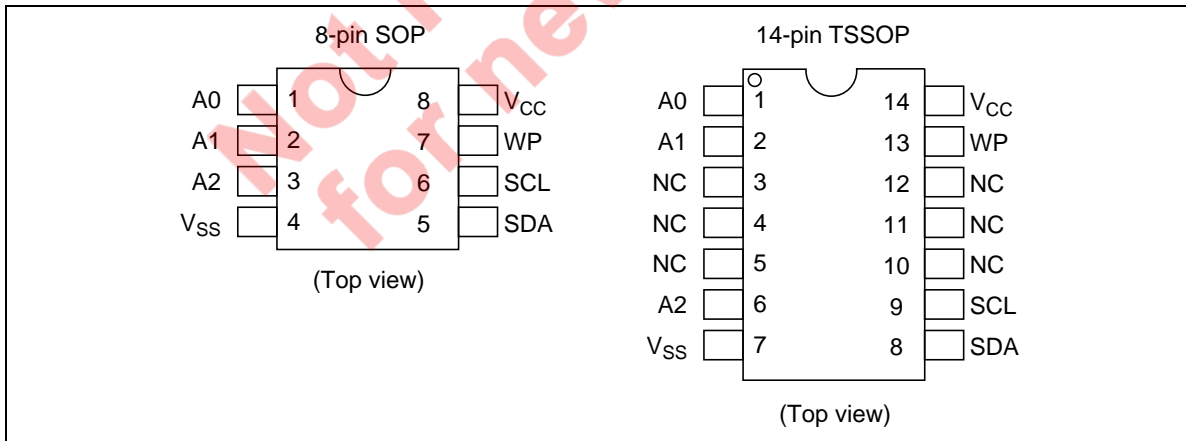 8-pin SOP
A0 1 8 VCC
A1 2 7 WP
A2 3 6 SCL
VSS 4 5 SDA
(Top view)
14-pin TSSOP
A0 1 14 VCC
A1 2 13 WP
NC 3 12 NC
NC 4 11 NC
NC 5 10 NC
A2 6 9 SCL
VSS 7 8 SDA
(Top view)
Not
for